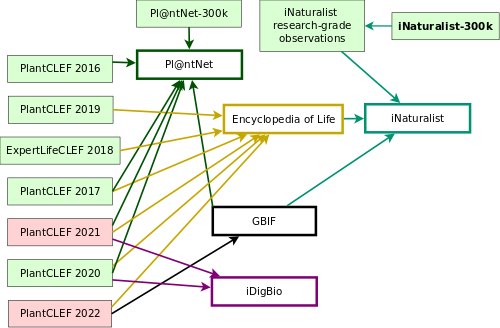 Pl@ntNet-300k
iNaturalist
research-grade
observations
iNaturalist-300k
PlantCLEF 2016
Pl@ntNet
PlantCLEF 2019
Encyclopedia of Life
iNaturalist
ExpertLifeCLEF 2018
PlantCLEF 2017
PlantCLEF 2021
GBIF
PlantCLEF 2020
iDigBio
PlantCLEF 2022